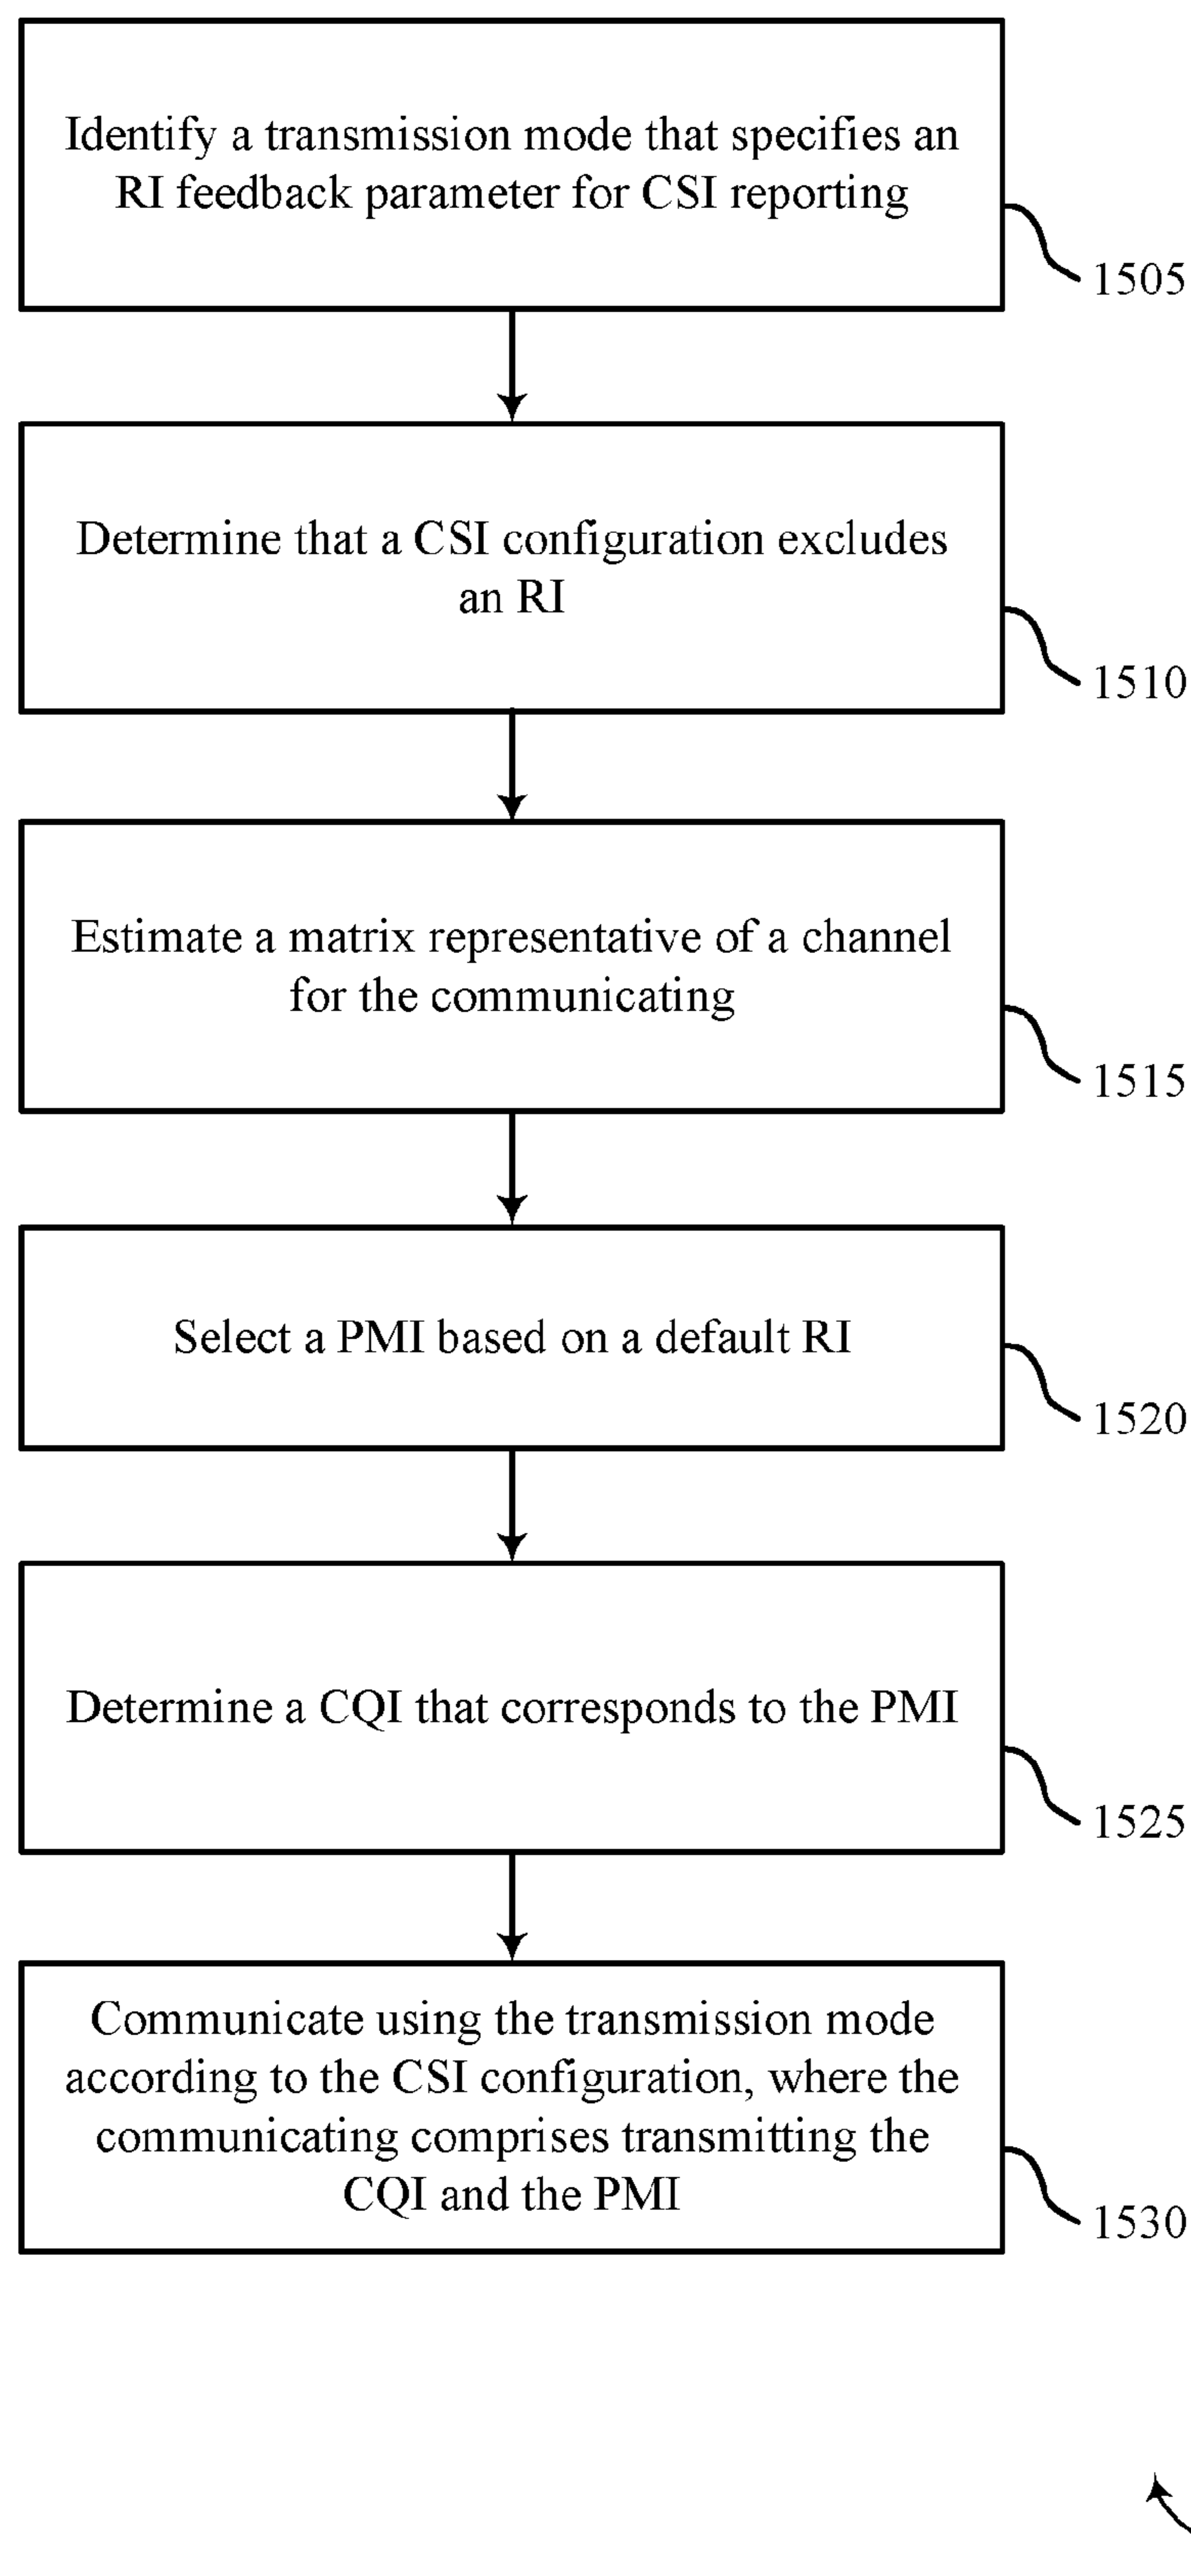 Identify a transmission mode that specifies an
RI feedback parameter for CSI reporting
1505
Determine that a CSI configuration excludes
an RI
1510
Estimate a matrix representative of a channel
for the communicating
1515
Select a PMI based on a default RI
1520
Determine a CQI that corresponds to the PMI
1525
Communicate using the transmission mode
according to the CSI configuration, where the
communicating comprises transmitting the
CQI and the PMI
1530